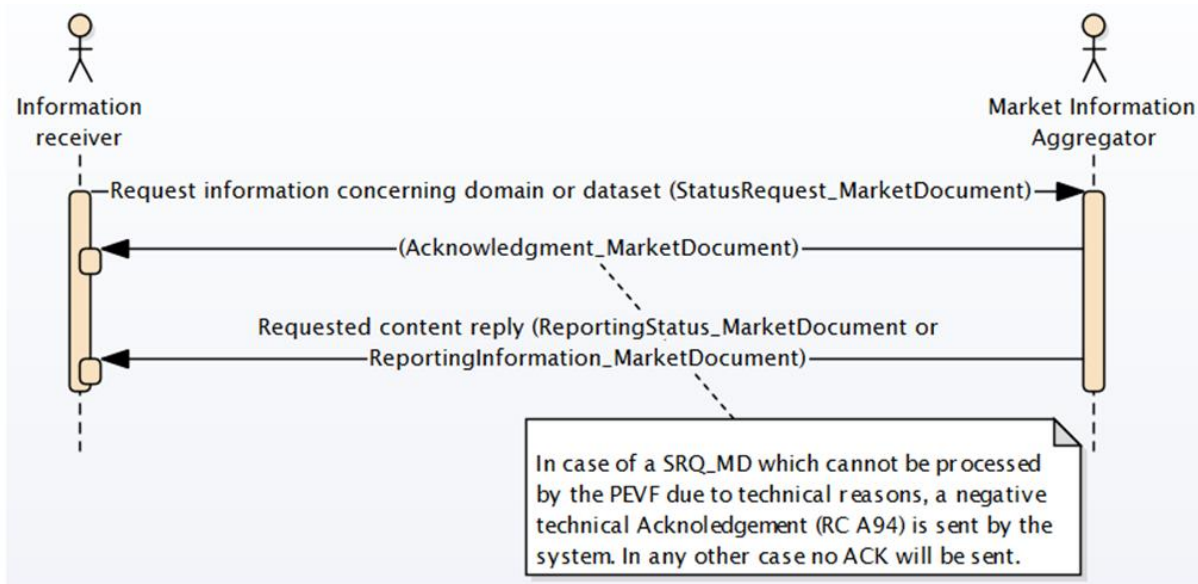 Information
receiver
Market Information
Aggregator
Request information concerning domain or dataset (StatusRequest_MarketDocument)
(Acknowledgment_MarketDocument)
Requested content reply (ReportingStatus_MarketDocument or
ReportingInformation_MarketDocument)
In case of a SRQ_MD which cannot be processed
by the PEVF due to technical reasons, a negative
technical Acknoledgement (RC A94) is sent by the
system. In any other case no ACK will be sent.